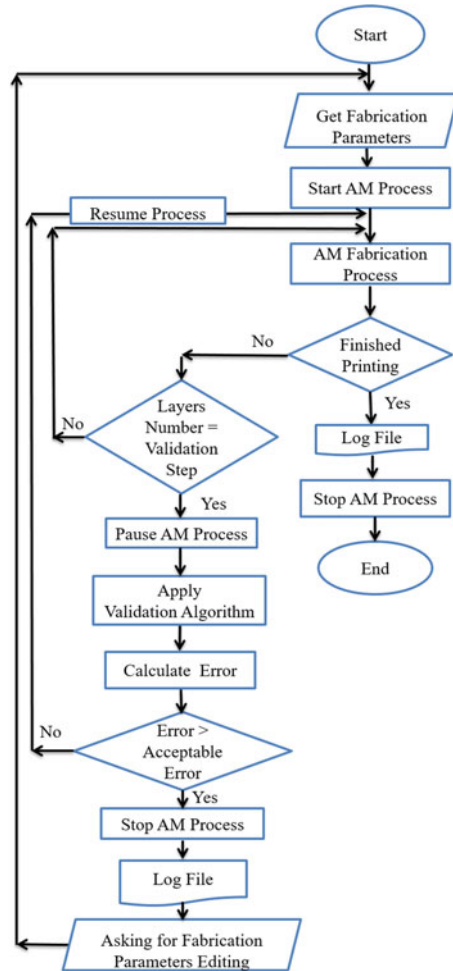 Start
Get Fabrication
Parameters
Start AM Process
Resume Process
AM Fabrication
Process
Finished
Printing
No
Yes
Layers
Number =
Validation
Step
No
Yes
Log File
Stop AM Process
End
Pause AM Process
Apply
Validation Algorithm
Calculate Error
Error >
Acceptable
Error
No
Yes
Stop AM Process
Log File
Asking for Fabrication
Parameters Editing